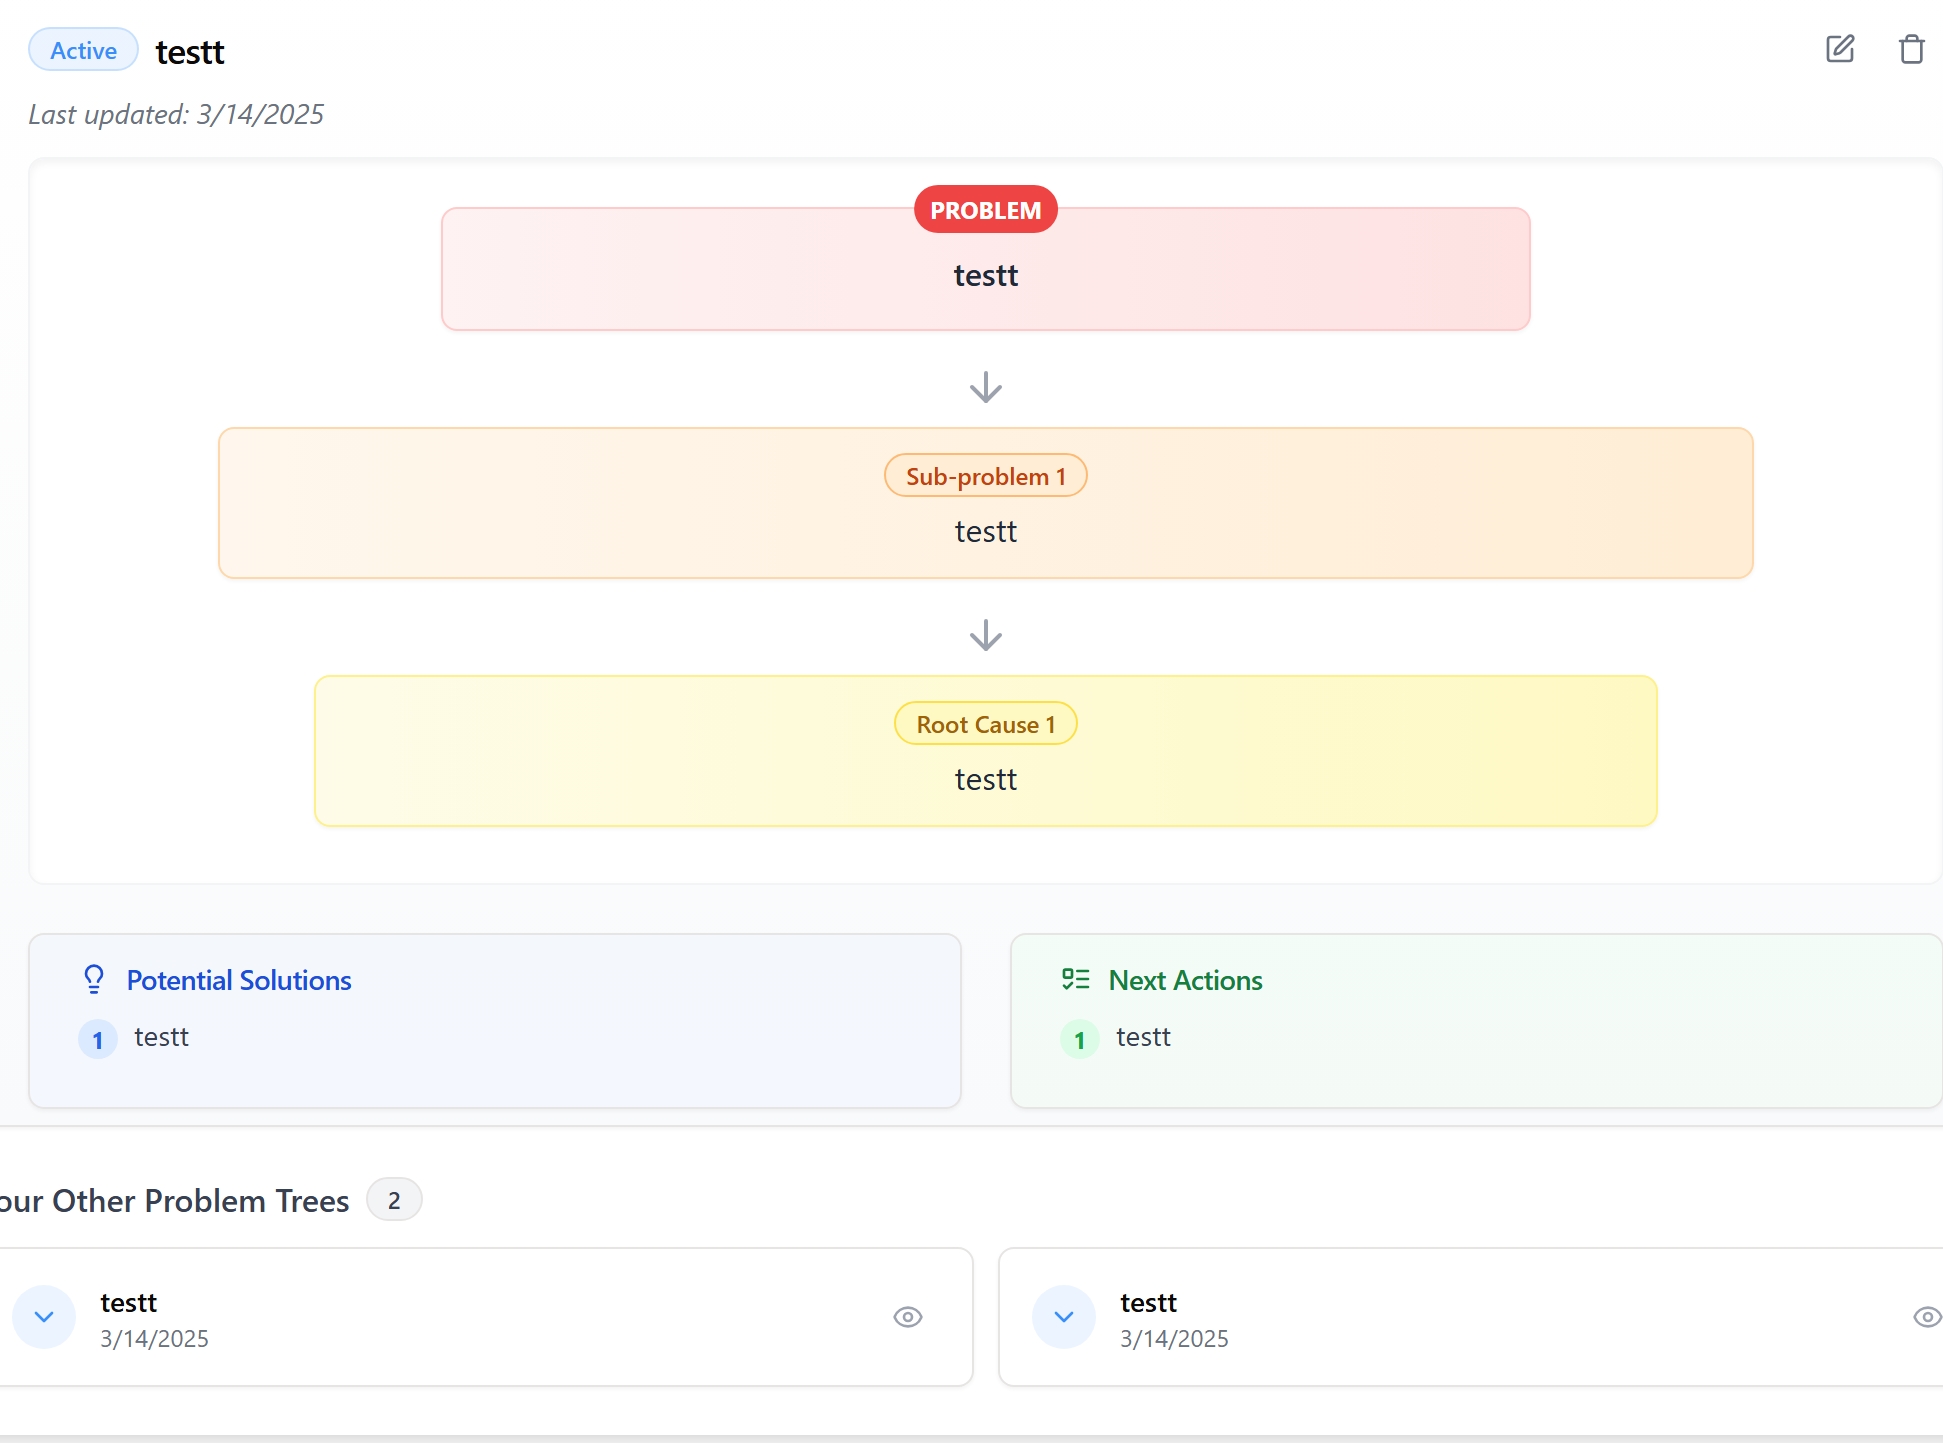 Active testt
Last updated: 3/14/2025
PROBLEM
testt
Sub-problem 1
testt
Root Cause 1
testt
Potential Solutions
1 testt
Next Actions
1 testt
our Other Problem Trees 2
testt
3/14/2025
testt
3/14/2025